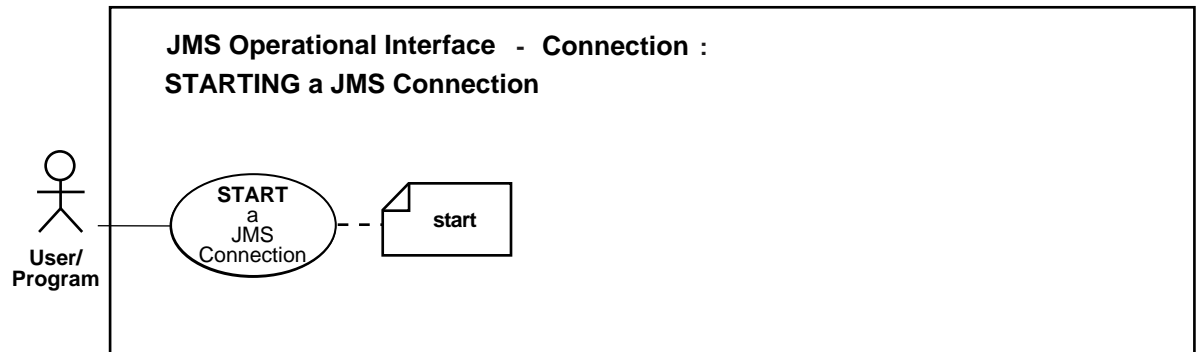 JMS Operational Interface - Connection :
STARTING a JMS Connection
START
a
JMS
Connection
start
User/
Program